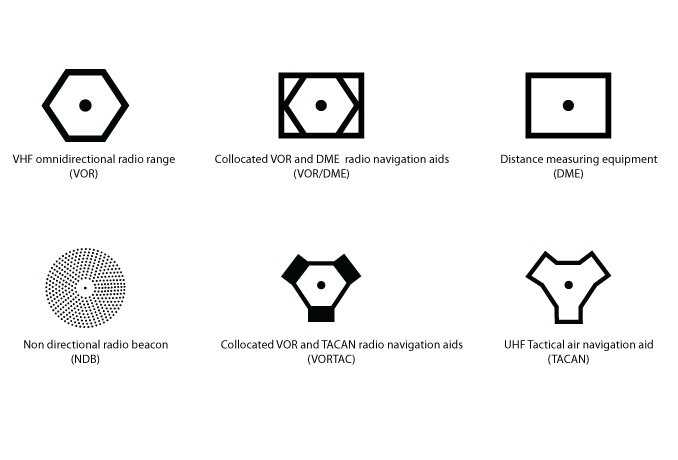 VHF omnidirectional radio range
(VOR)
Collocated VOR and DME radio navigation aids
(VOR/DME)
Distance measuring equipment
(DME)
Non directional radio beacon
(NDB)
Collocated VOR and TACAN radio navigation aids
(VORTAC)
UHF Tactical air navigation aid
(TACAN)